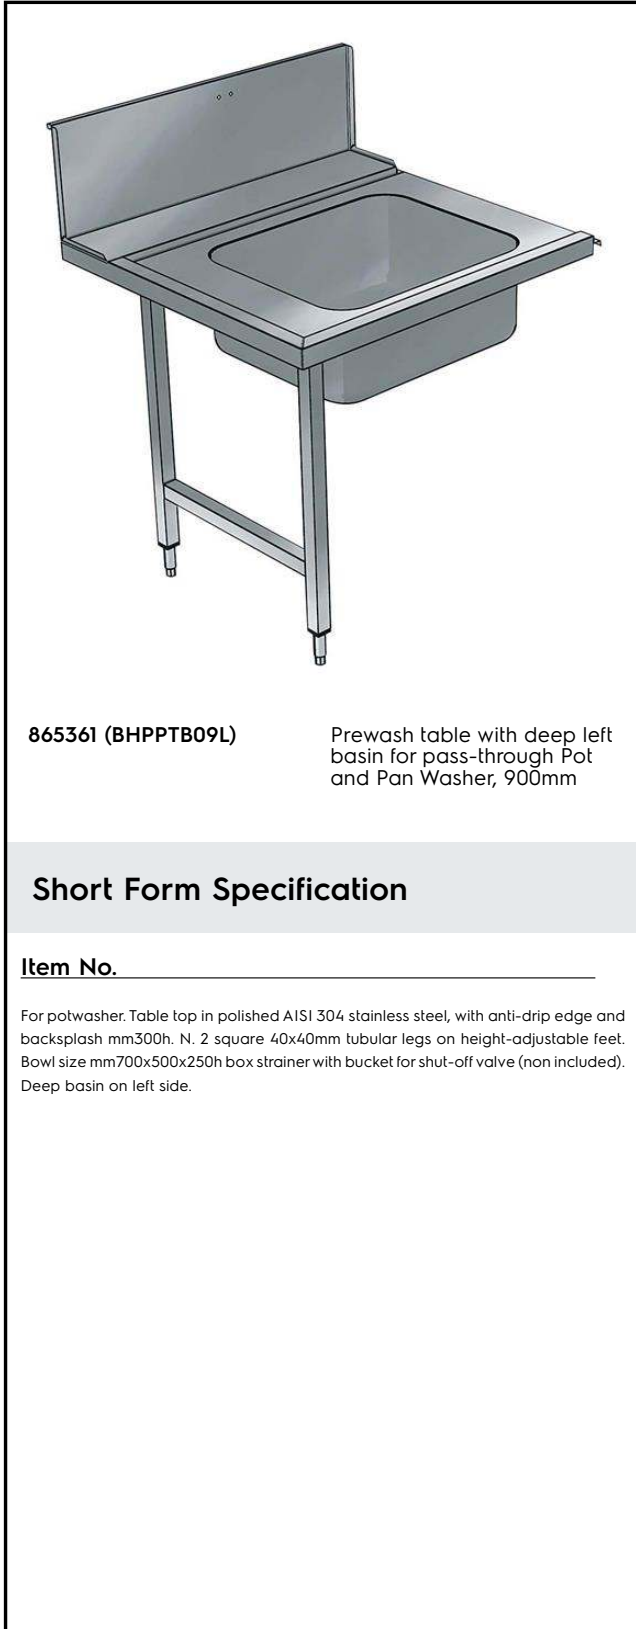 865361 (BHPPTB09L)
Prewash table with deep left
basin for pass-through Pot
and Pan Washer, 900mm
Short Form Specification
Item No.
For potwasher. Table top in polished AISI 304 stainless steel, with anti-drip edge and
backsplash mm300h. N. 2 square 40x40mm tubular legs on height-adjustable feet.
Bowl size mm700x500x250h box strainer with bucket for shut-off valve (non included).
Deep basin on left side.